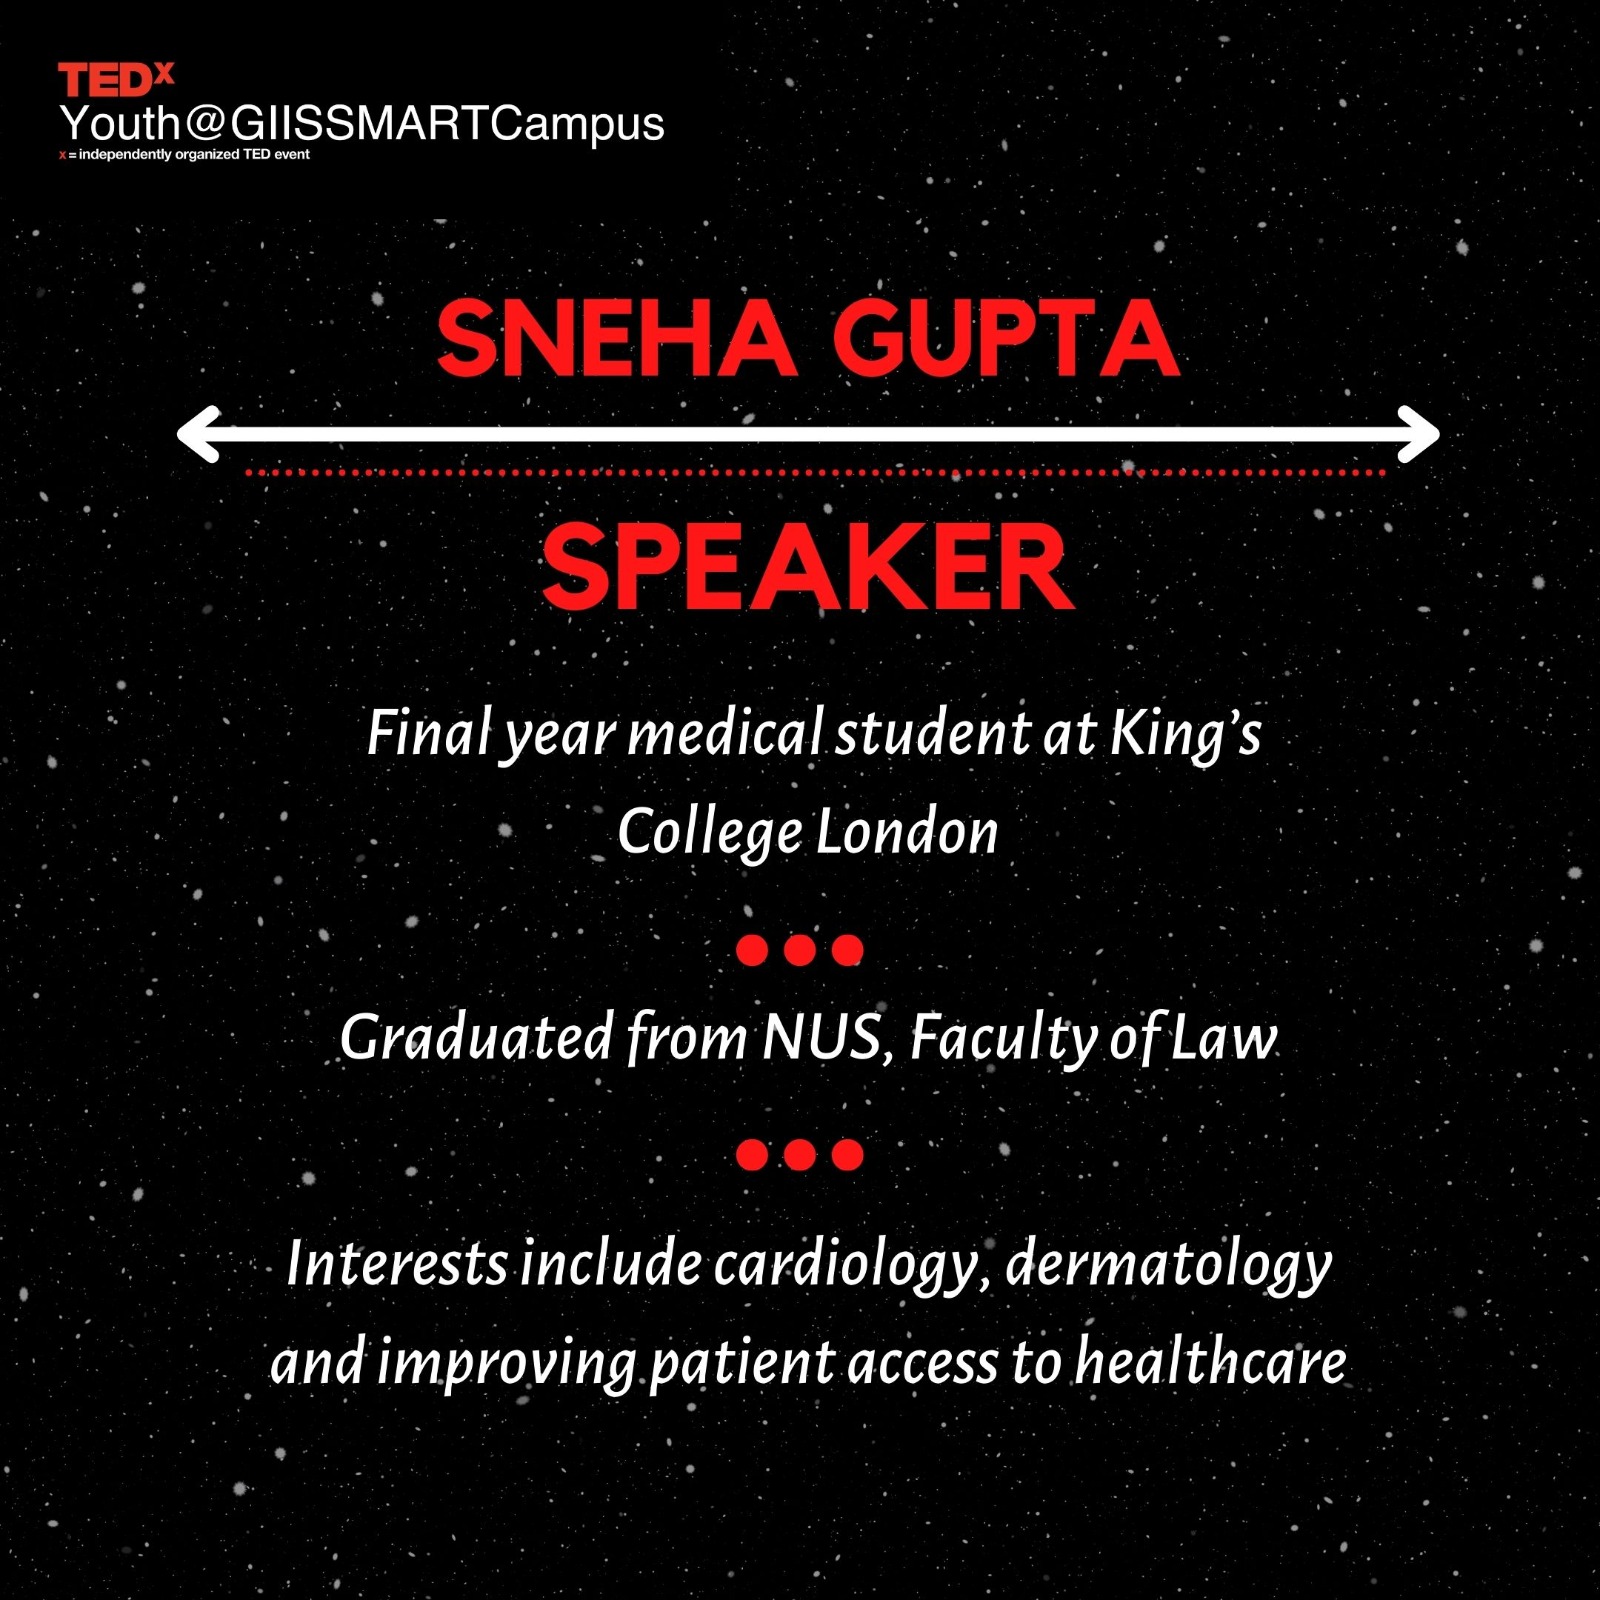 TEDx
Youth@GIISSMARTCampus
x = independently organized TED event
SNEHA GUPTA
SPEAKER
Final year medical student at King’s
College London
Graduated from NUS, Faculty of Law
Interests include cardiology, dermatology
and improving patient access to healthcare